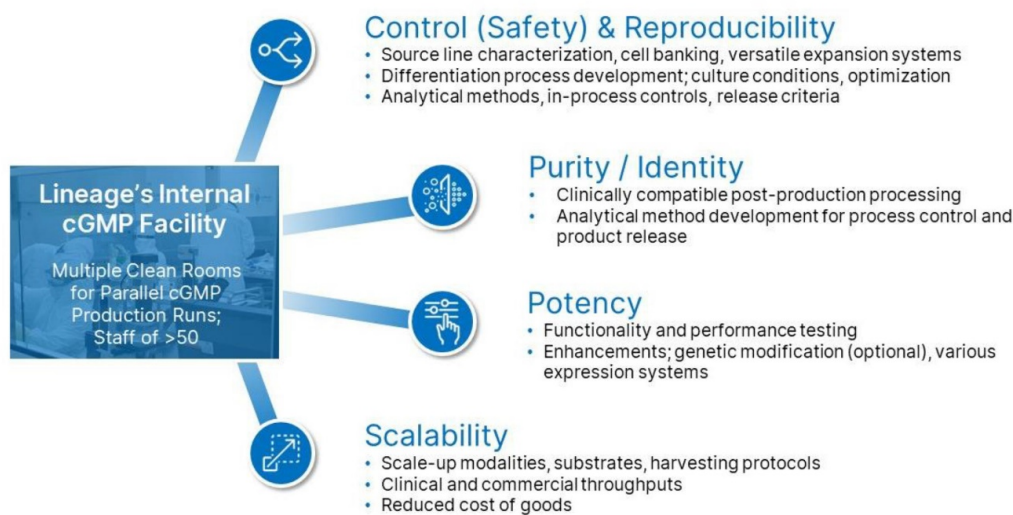 Control (Safety) & Reproducibility
• Source line characterization, cell banking, versatile expansion systems
• Differentiation process development; culture conditions, optimization
• Analytical methods, in-process controls, release criteria
Lineage's Internal
cGMP Facility
Multiple Clean Rooms
for Parallel cGMP
Production Runs;
Staff of >50
Purity / Identity
• Clinically compatible post-production processing
• Analytical method development for process control and
product release
Potency
• Functionality and performance testing
• Enhancements; genetic modification (optional), various
expression systems
Scalability
• Scale-up modalities, substrates, harvesting protocols
• Clinical and commercial throughputs
• Reduced cost of goods